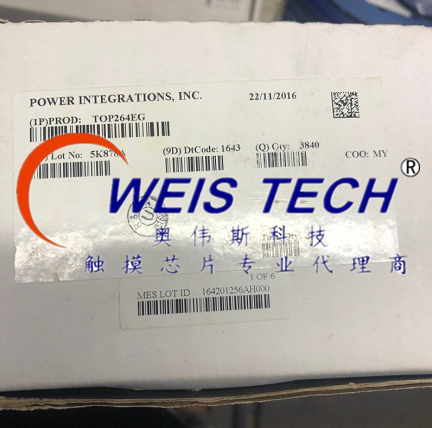 POWER INTEGRATIONS, INC. 22/11/2016
(1P)PROD: TOP264EG
Lot No: 5K878A (9D) DtCode: 1643 (Q) Qty: 3840 COO: MY
WEIS TECH®
奥伟斯科技
触摸芯片专业代理商
1 OF 6
MES LOT ID 164201256AH000